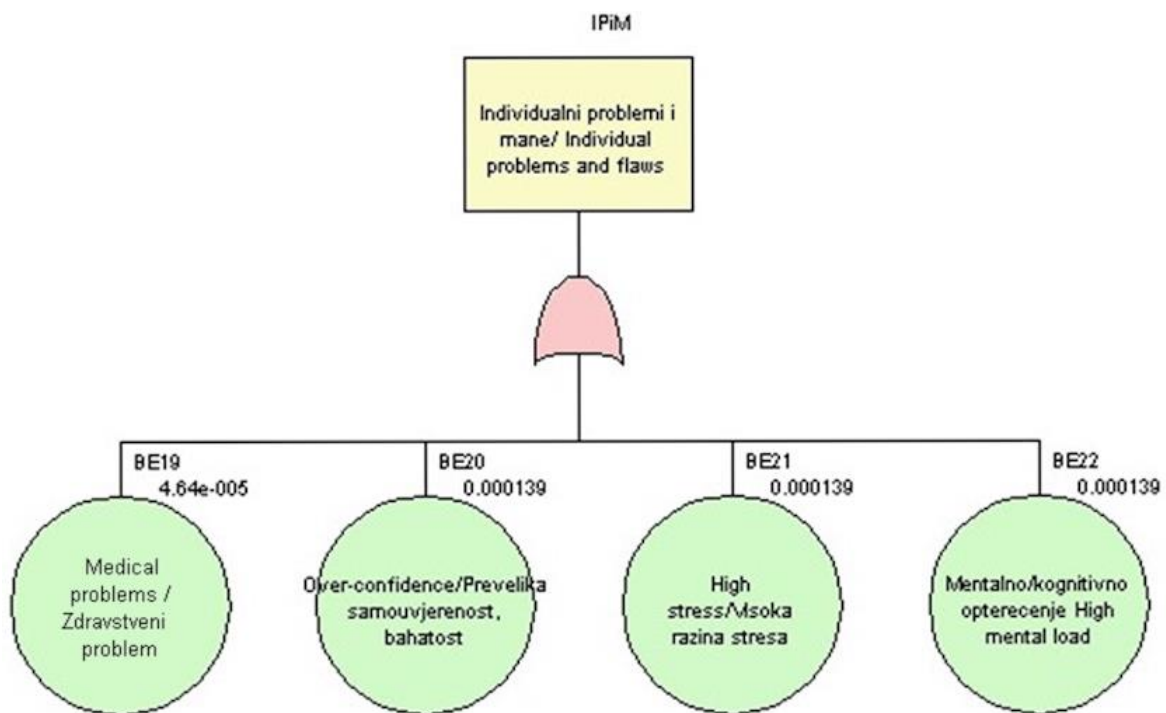 IPiM
Individualni problemi i
mane/ Individual
problems and flaws
BE19
4.64e-005
BE20
0.000139
BE21
0.000139
BE22
0.000139
Medical
problems /
Zdravstveni
problem
Over-confidence/Prevelika
samouvjerenost,
bahatost
High
stress/Visoka
razina stresa
Mentalno/kognitivno
opterecenje High
mental load